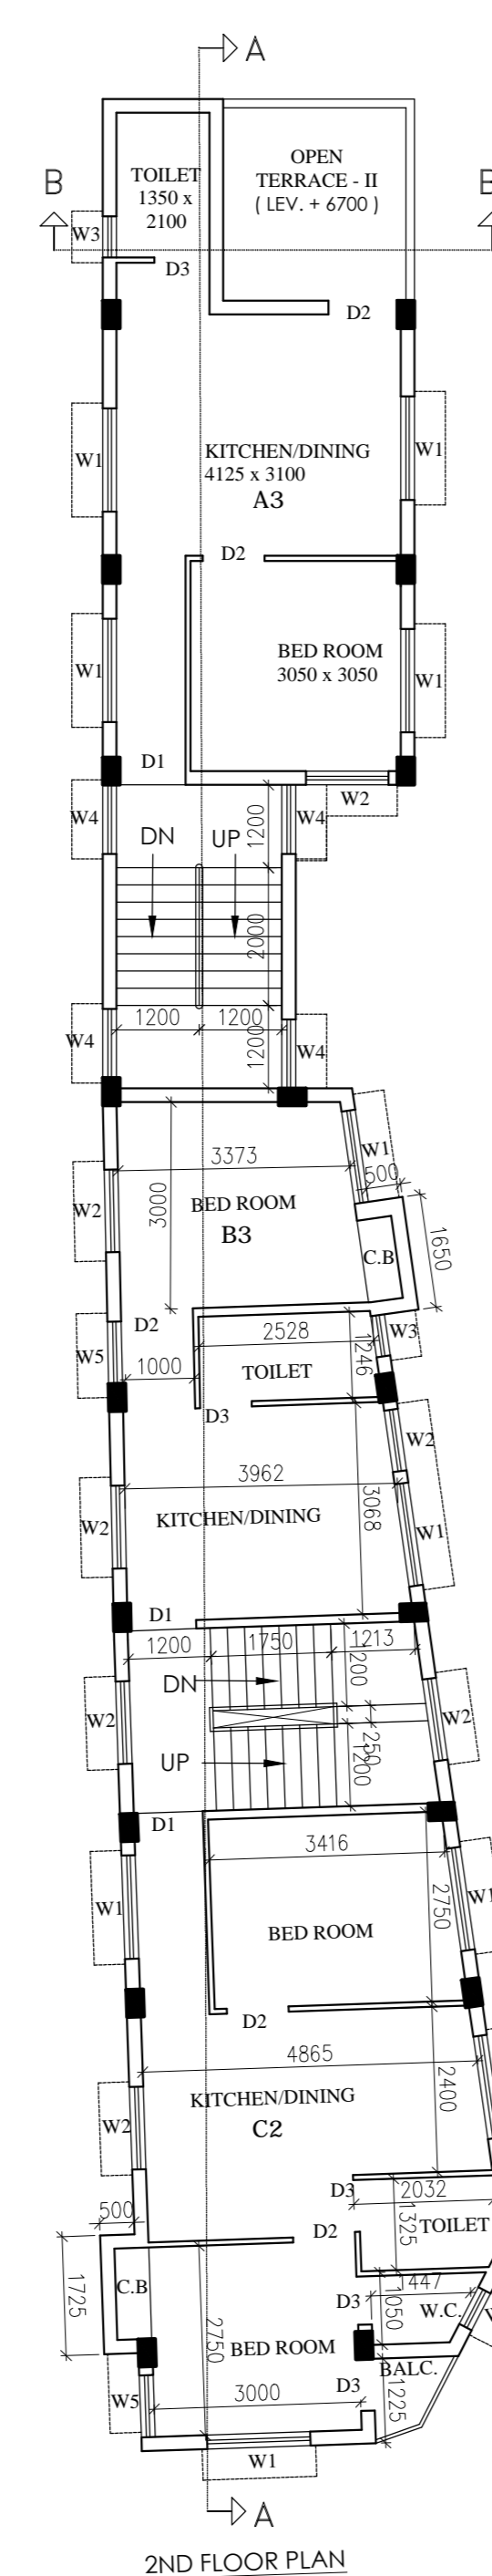 A
TOILET
1350 x
2100
OPEN
TERRACE - II
( LEV. + 6700 )
B
B
W3
D3
D2
W1
KITCHEN/DINING
4125 x 3100
A3
W1
D2
W1
BED ROOM
3050 x 3050
W1
D1
W2
W4
DN
UP
1200
W4
2000
1200
1200
1200
W4
W4
3373
W1
500
3000
BED ROOM
B3
W2
C.B
1650
D2
2528
1246
W3
W5
1000
TOILET
D3
W2
3962
3068
W2
KITCHEN/DINING
W1
D1
1200
1750
1213
1200
DN
W2
W2
250
UP
1200
D1
3416
W1
2750
W1
BED ROOM
D2
4865
2400
KITCHEN/DINING
W2
C2
D3
2032
500
D2
1325
TOILET
1725
C.B
2750
D3
1447
1050
W.C.
BED ROOM
BALC.
W5
3000
D3
1225
W1
A
2ND FLOOR PLAN